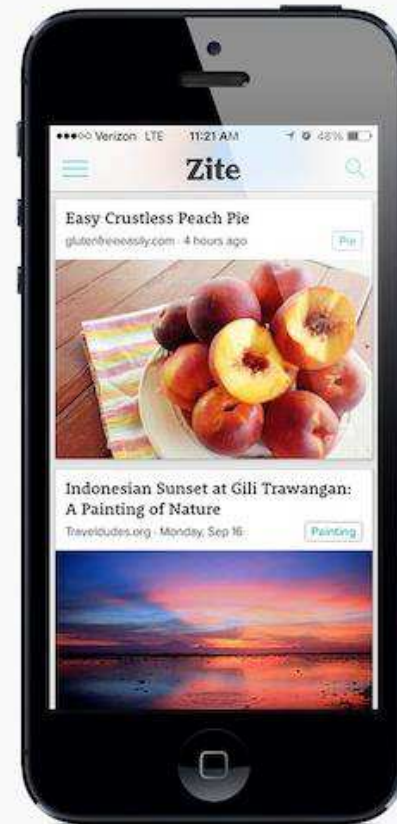 Verizon LTE 11:21 AM 48%
Zite
Easy Crustless Peach Pie
glutenfreeeasily.com · 4 hours ago Pie
Indonesian Sunset at Gili Trawangan:
A Painting of Nature
Traveldudes.org · Monday, Sep 16 Painting